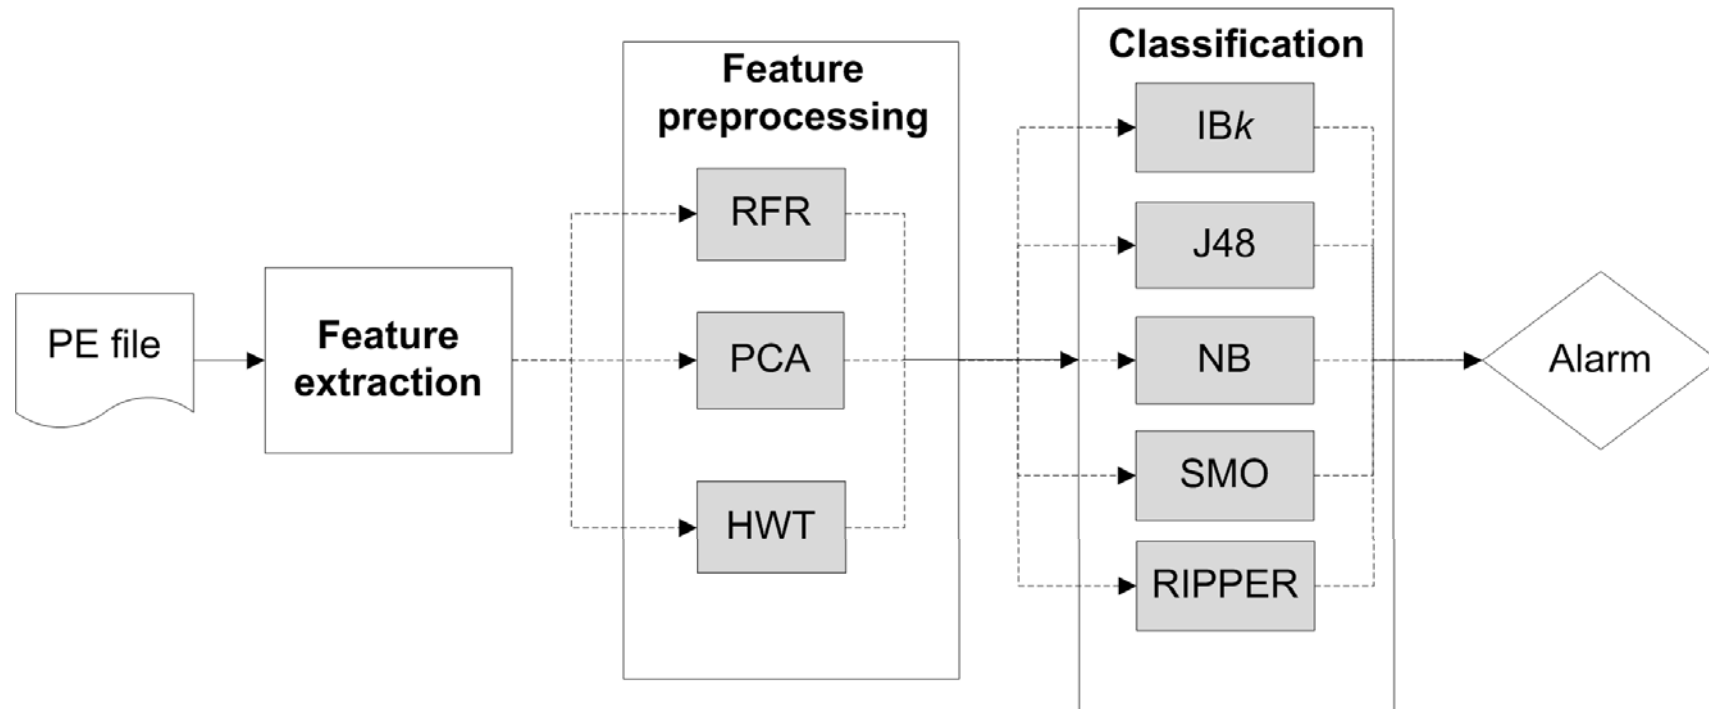 PE file
Feature
extraction
Feature
preprocessing
RFR
PCA
HWT
Classification
IBk
J48
NB
SMO
RIPPER
Alarm